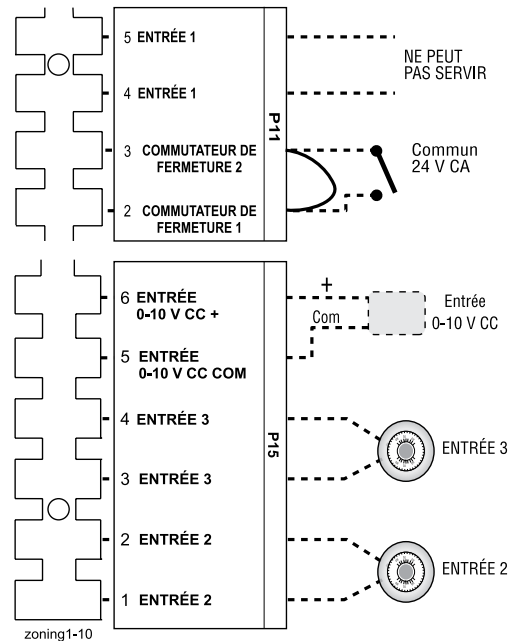 5 ENTRÉE 1
NE PEUT
PAS SERVIR
4 ENTRÉE 1
P11
3 COMMUTATEUR DE
FERMETURE 2
Commun
24 V CA
2 COMMUTATEUR DE
FERMETURE 1
6 ENTRÉE
0-10 V CC +
+
Entrée
0-10 V CC
Com
5 ENTRÉE
0-10 V CC COM
4 ENTRÉE 3
P15
ENTRÉE 3
3 ENTRÉE 3
2 ENTRÉE 2
ENTRÉE 2
1 ENTRÉE 2
zoning1-10